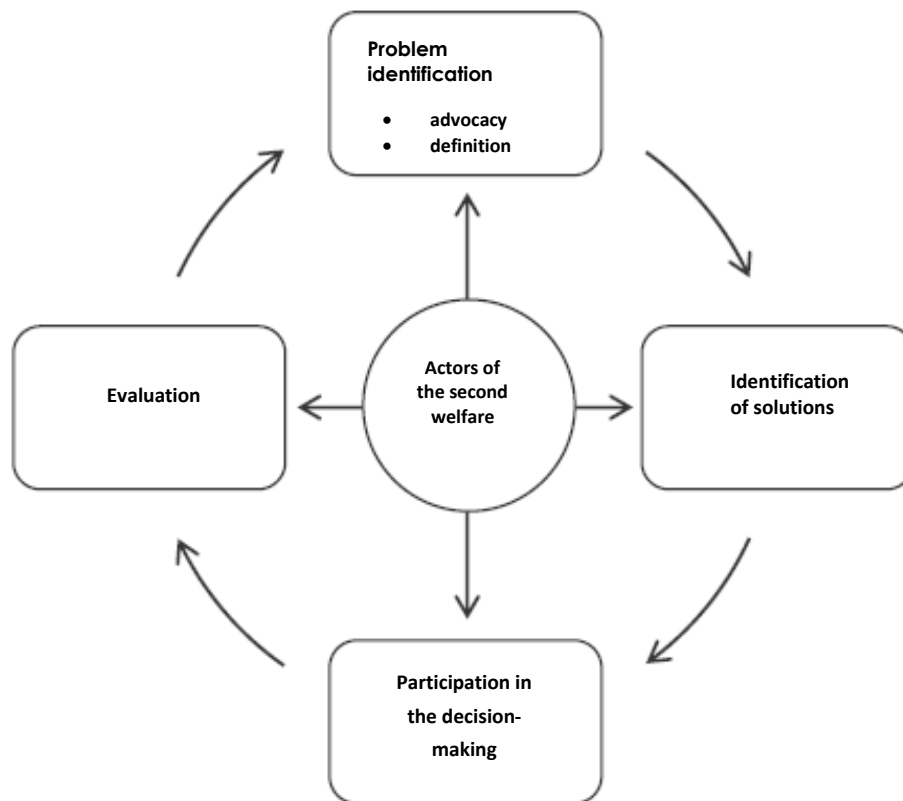 Problem
identification
• advocacy
• definition
Actors of
the second
welfare
Evaluation
Identification
of solutions
Participation in
the decision-
making